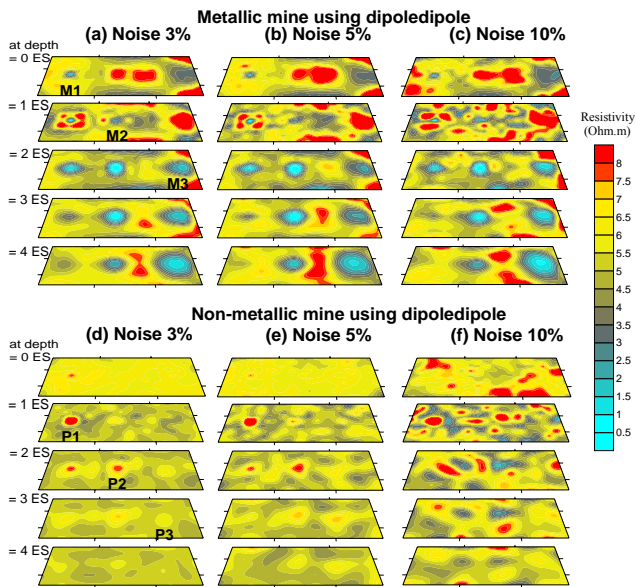 Metallic mine using dipoledipole
(a) Noise 3% (b) Noise 5% (c) Noise 10%
at depth
= 0 ES
M1
= 1 ES
M2
= 2 ES
M3
= 3 ES
= 4 ES
Resistivity
(Ohm.m)
8
7.5
7
6.5
6
5.5
5
4.5
4
3.5
3
2.5
2
1.5
1
0.5
Non-metallic mine using dipoledipole
(d) Noise 3% (e) Noise 5% (f) Noise 10%
at depth
= 0 ES
= 1 ES
P1
= 2 ES
P2
= 3 ES
P3
= 4 ES